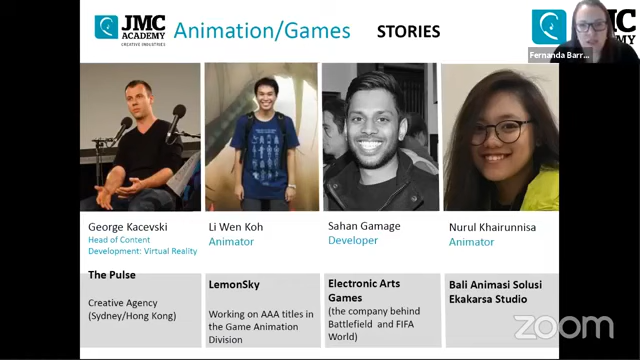 JMC
ACADEMY
CREATIVE INDUSTRIES
Animation/Games STORIES
Fernanda Barr...
George Kacevski
Head of Content
Development: Virtual Reality
The Pulse
Creative Agency
(Sydney/Hong Kong)
Li Wen Koh
Animator
LemonSky
Working on AAA titles in
the Game Animation
Division
Sahan Gamage
Developer
Electronic Arts
Games
(the company behind
Battlefield and FIFA
World)
Nurul Khairunnisa
Animator
Bali Animasi Solusi
Ekakarsa Studio
zoom